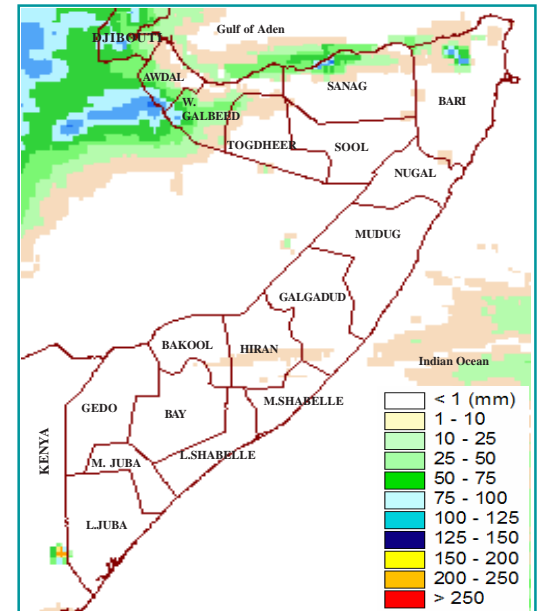 Gulf of Aden
DJIBOUTI
AWDAL
SANAG
W.
GALBEED
BARI
TOGDHEER
SOOL
NUGAL
MUDUG
GALGADUD
BAKOOL
HIRAN
Indian Ocean
GEDO
BAY
M.SHABELLE
KENYA
L.SHABELLE
M. JUBA
L.JUBA
< 1 (mm)
1 - 10
10 - 25
25 - 50
50 - 75
75 - 100
100 - 125
125 - 150
150 - 200
200 - 250
> 250